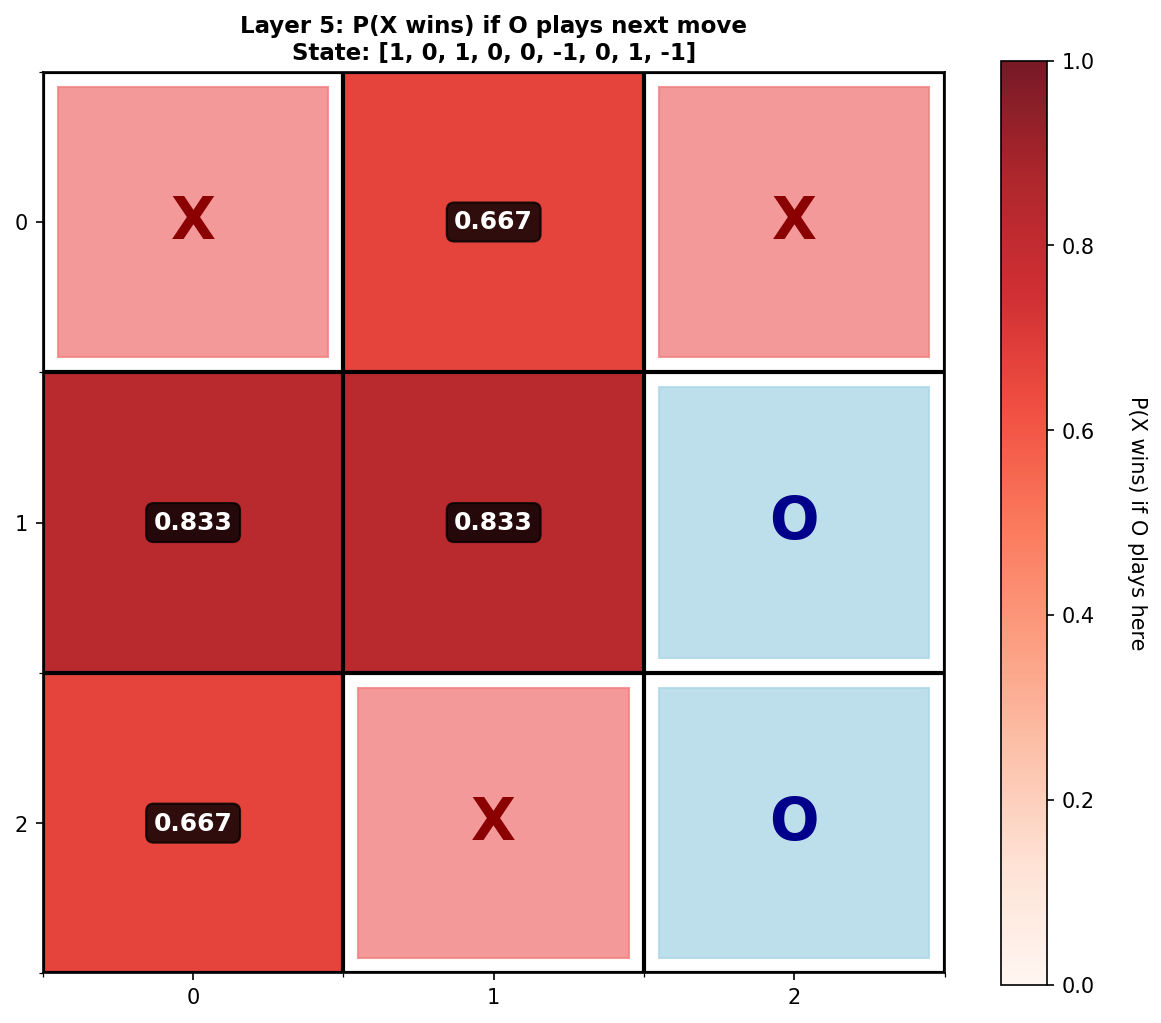 Layer 5: P(X wins) if O plays next move
State: [1, 0, 1, 0, 0, -1, 0, 1, -1]
0
X
0.667
X
1
0.833
0.833
O
2
0.667
X
O
0
1
2
1.0
0.8
0.6
0.4
0.2
0.0
P(X wins) if O plays here